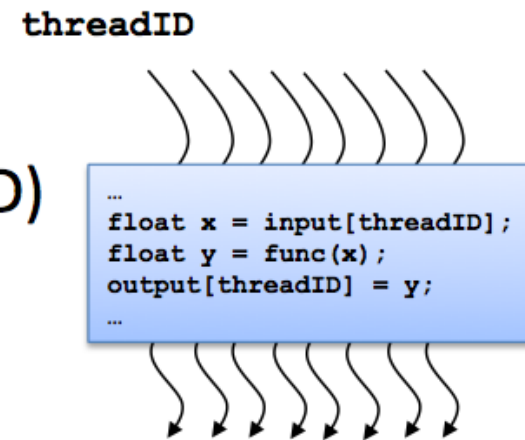 threadID
D)
…
float x = input[threadID];
float y = func(x);
output[threadID] = y;
…